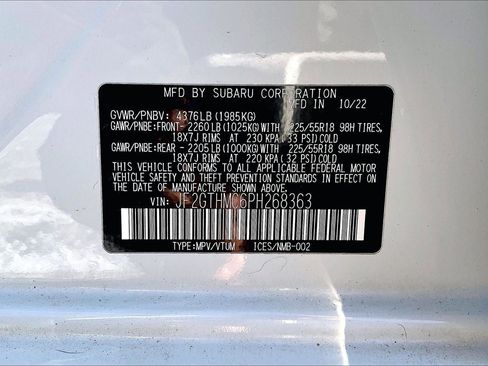 MFD BY SUBARU CORPORATION
MFD IN 10/22
GVWR/PNBV: 4376LB (1985KG)
GAWR/PNBE:FRONT- 2260LB(1025KG)WITH 225/55R18 98H TIRES,
18X7J RIMS AT 230 KPA (33 PSI)COLD
GAWR/PNBE:REAR - 2205LB(1000KG)WITH 225/55R18 98H TIRES,
18X7J RIMS AT 220 KPA (32 PSI)COLD
THIS VEHICLE CONFORMS TO ALL APPLICABLE FEDERAL MOTOR
VEHICLE SAFETY AND BUMPER STANDARDS IN EFFECT ON THE
DATE OF MANUFACTURE SHOWN ABOVE.
VIN: JF2GTHMC6PH268363
TYPE:MPV/VTUM ICES/NMB-002